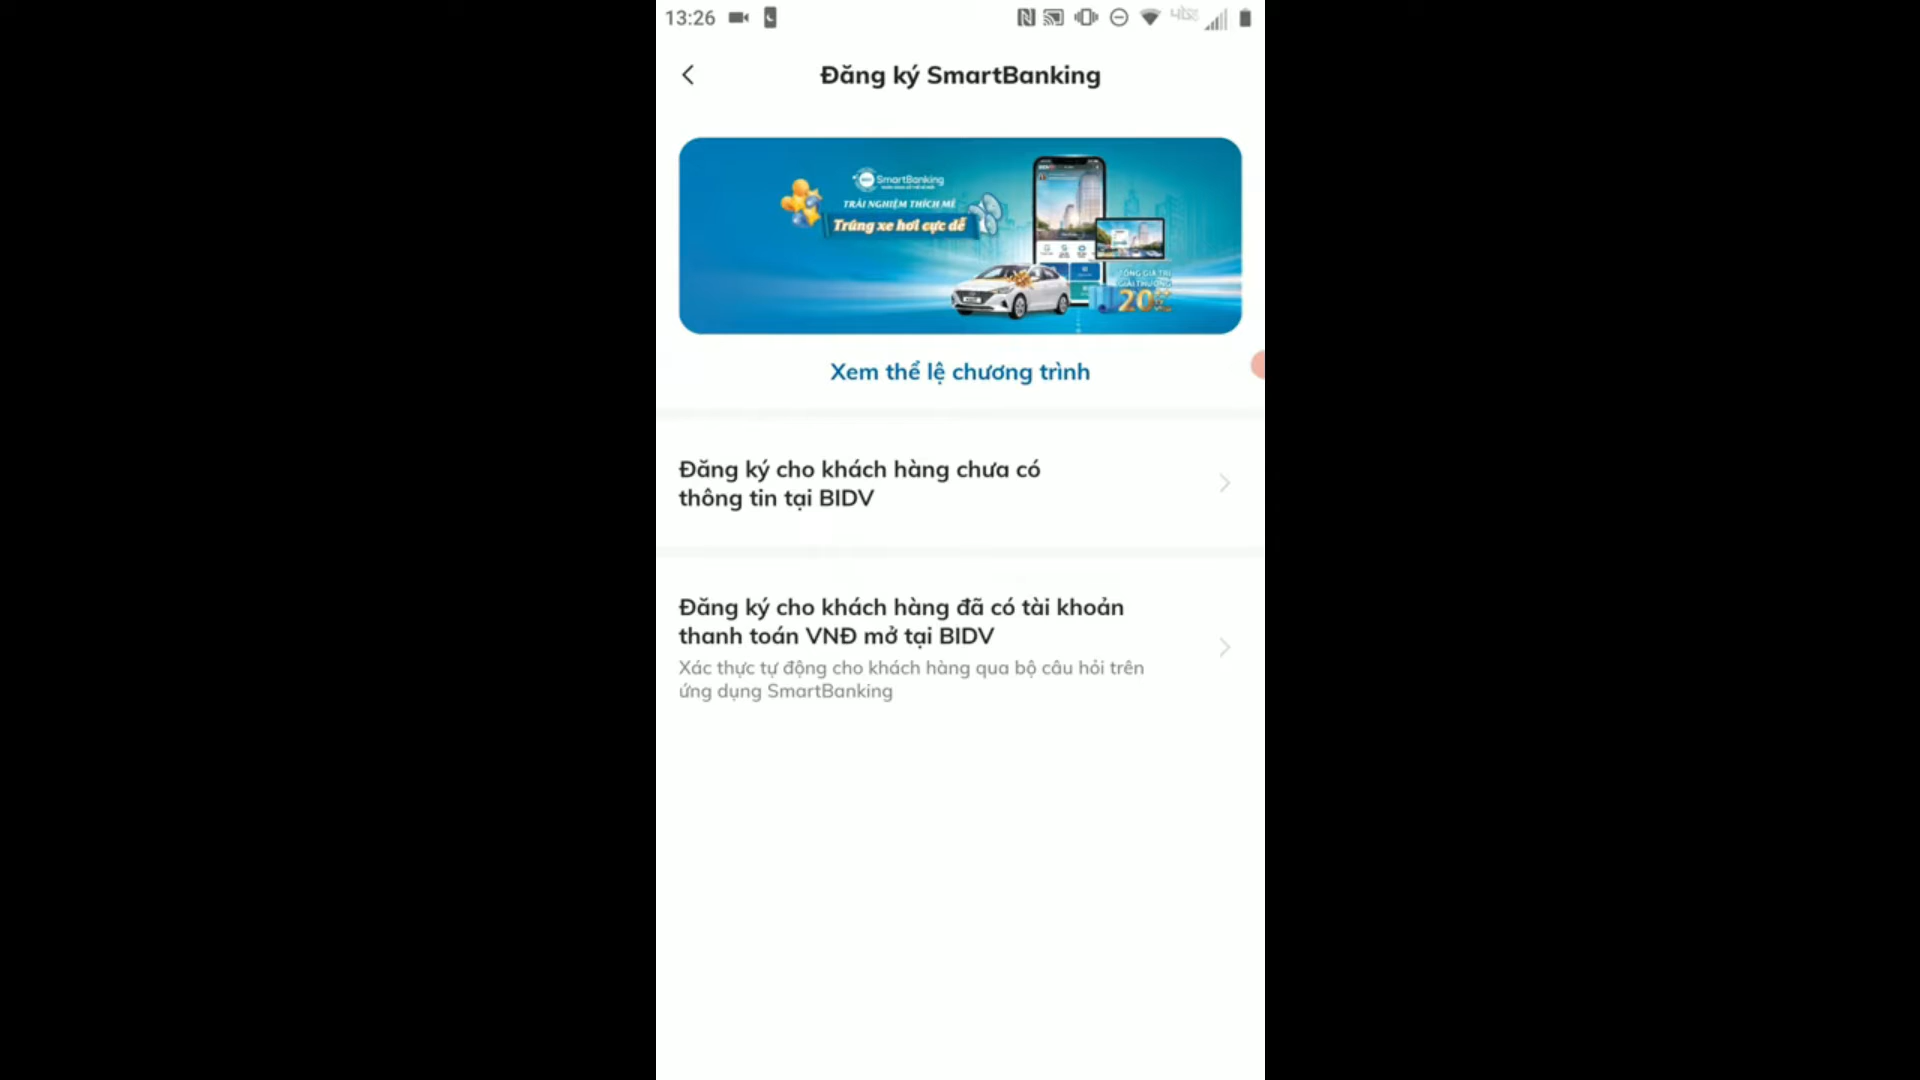 13:26
Đăng ký SmartBanking
SmartBanking
TRẢI NGHIỆM THÍCH MÊ
Trúng xe hơi cực dễ
TỔNG GIÁ TRỊ
GIẢI THƯỞNG
20
Xem thể lệ chương trình
Đăng ký cho khách hàng chưa có
thông tin tại BIDV
Đăng ký cho khách hàng đã có tài khoản
thanh toán VNĐ mở tại BIDV
Xác thực tự động cho khách hàng qua bộ câu hỏi trên
ứng dụng SmartBanking